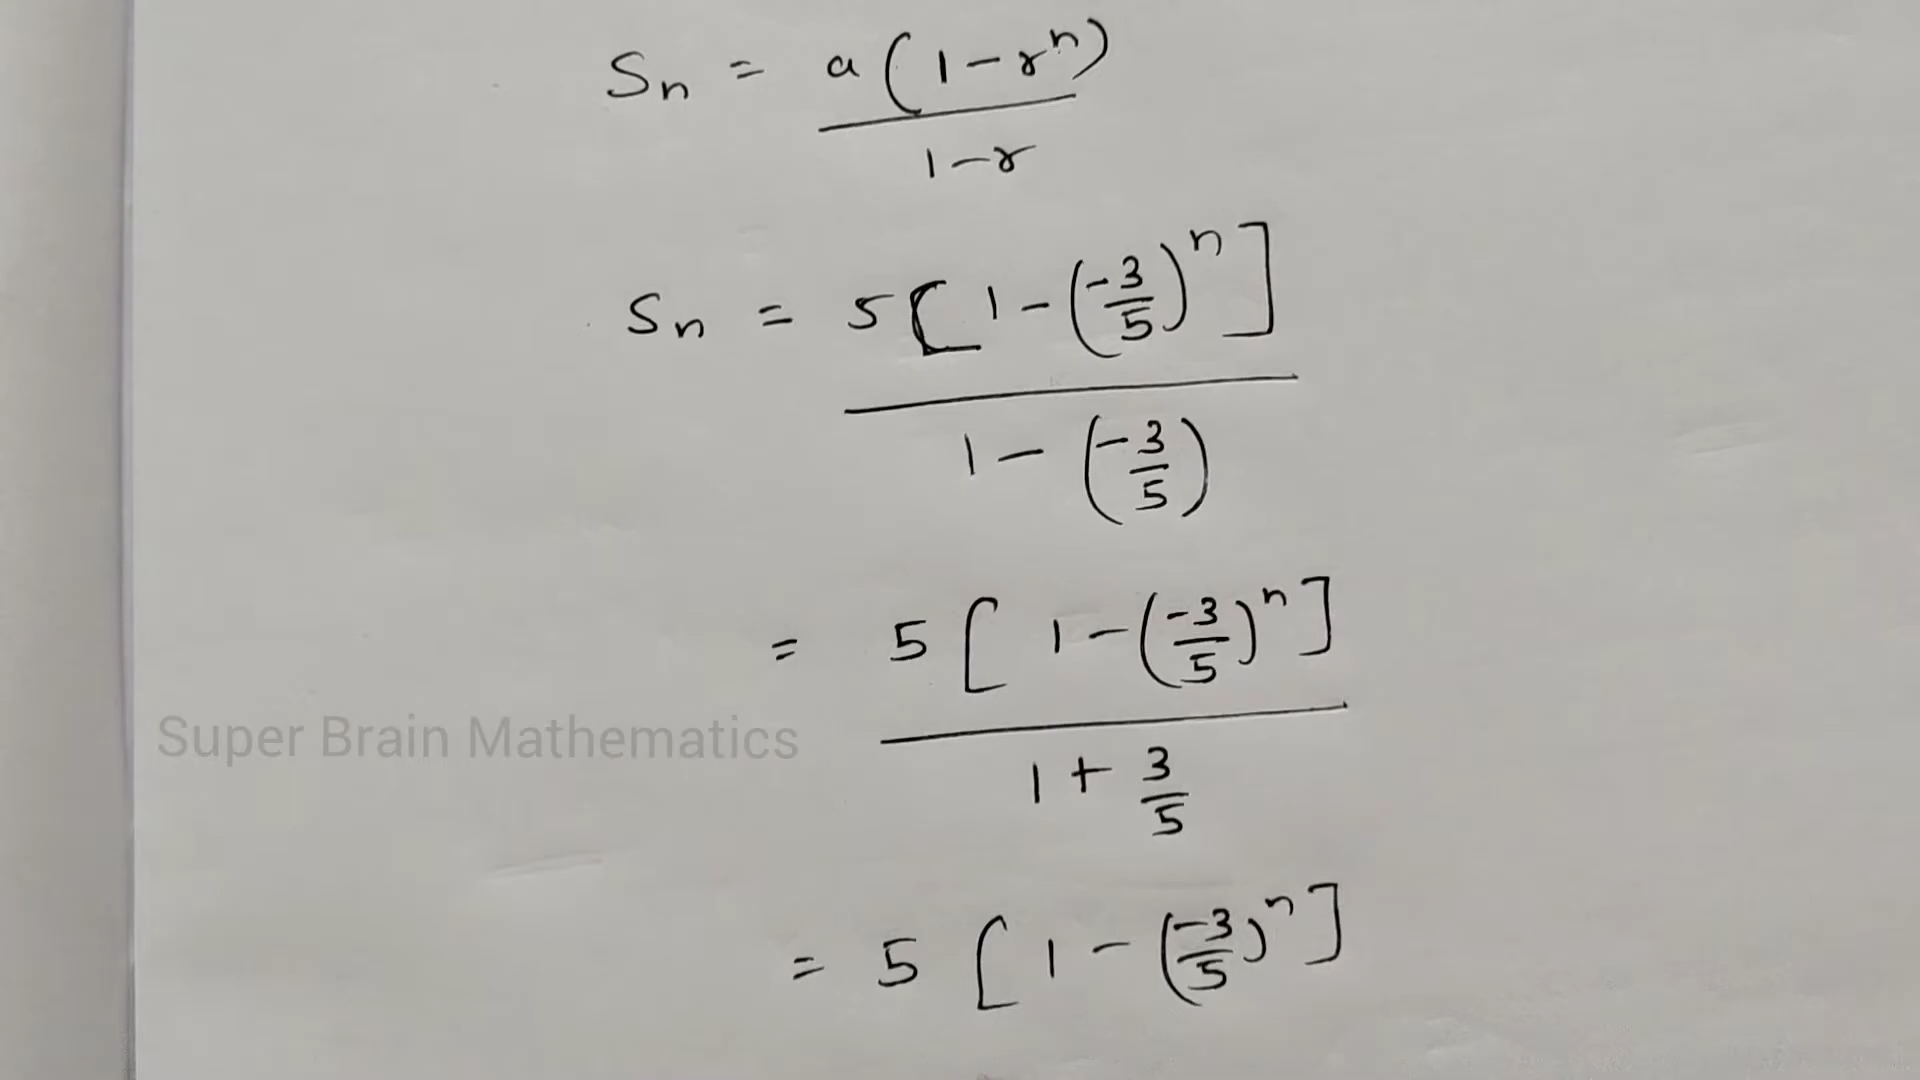 Sn = a(1-rⁿ)
1-r
Sn = 5[1-(-3/5)ⁿ]
1-(-3/5)
= 5[1-(-3/5)ⁿ]
Super Brain Mathematics
1+3/5
= 5[1-(-3/5)ⁿ]